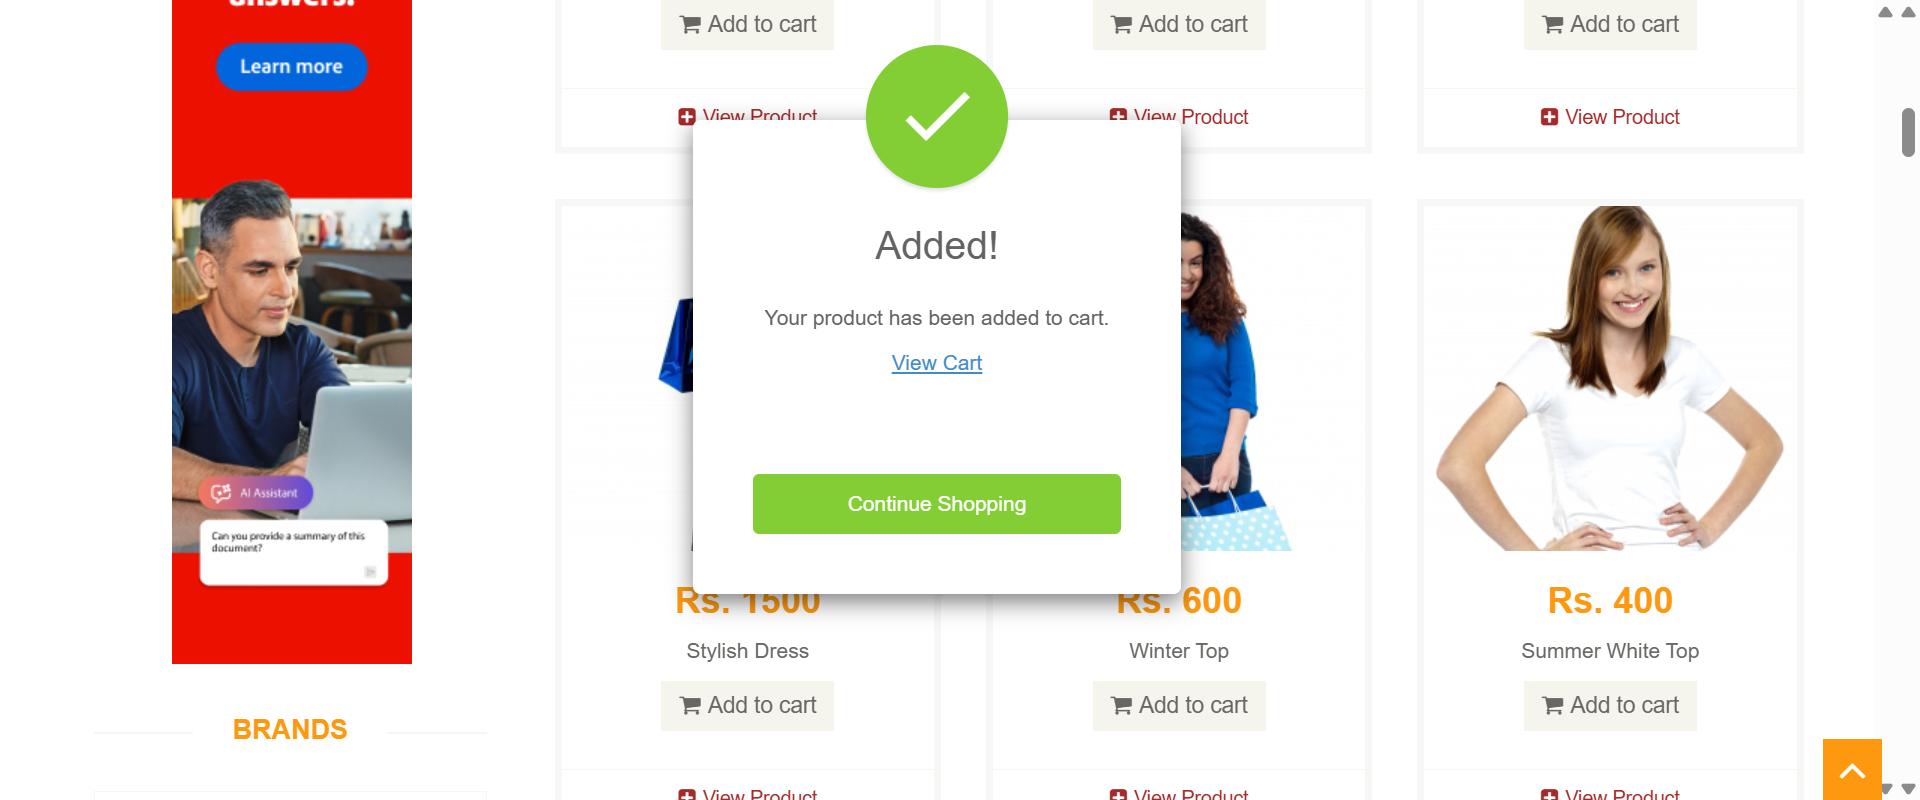 answers.
Learn more
AI Assistant
Can you provide a summary of this
document?
BRANDS
Add to cart
Add to cart
Add to cart
View Product
View Product
View Product
Added!
Your product has been added to cart.
View Cart
Continue Shopping
Rs. 1500
Rs. 600
Rs. 400
Stylish Dress
Winter Top
Summer White Top
Add to cart
Add to cart
Add to cart
View Product
View Product
View Product